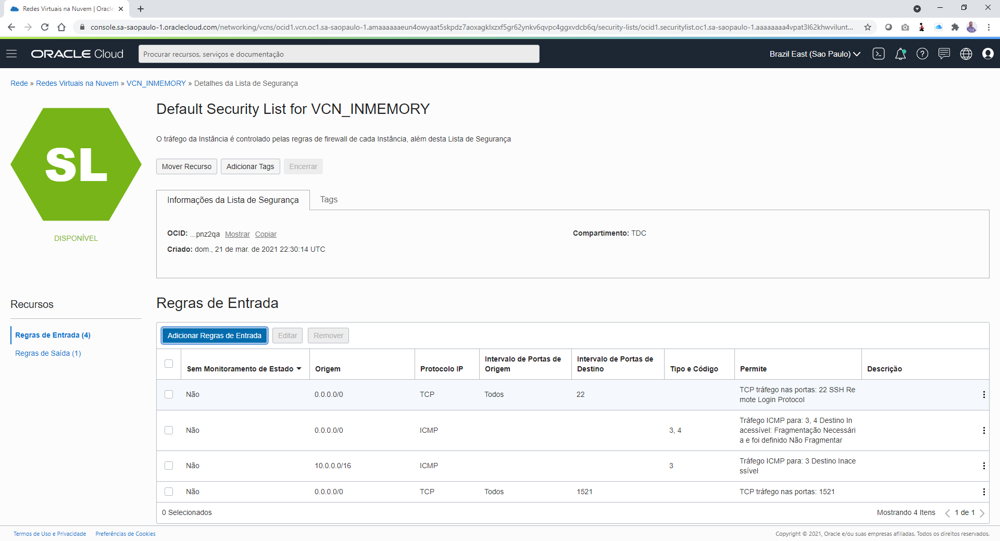 Redes Virtuais na Nuvem | Oracle
console.sa-saopaulo-1.oraclecloud.com/networking/vcns/ocid1.vcn.oc1.sa-saopaulo-1.amaaaaaaeun4owyaat5skpdz7aoxagklxzxf5gr62ynkv6qvpc4ggxvdcb6q/security-lists/ocid1.securitylist.oc1.sa-saopaulo-1.aaaaaaaa4vpat3l62khwvilunt...
ORACLE Cloud
Procurar recursos, serviços e documentação
Brazil East (Sao Paulo)
Rede » Redes Virtuais na Nuvem » VCN_INMEMORY » Detalhes da Lista de Segurança
SL
DISPONÍVEL
Default Security List for VCN_INMEMORY
O tráfego da Instância é controlado pelas regras de firewall de cada Instância, além desta Lista de Segurança
Mover Recurso Adicionar Tags Encerrar
Informações da Lista de Segurança Tags
OCID: ...pnz2qa Mostrar Copiar
Compartimento: TDC
Criado: dom., 21 de mar. de 2021 22:30:14 UTC
Recursos
Regras de Entrada (4)
Regras de Saída (1)
Regras de Entrada
Adicionar Regras de Entrada Editar Remover
Sem Monitoramento de Estado Origem Protocolo IP Intervalo de Portas de Origem Intervalo de Portas de Destino Tipo e Código Permite Descrição
Não 0.0.0.0/0 TCP Todos 22 TCP tráfego nas portas: 22 SSH Re
mote Login Protocol
Não 0.0.0.0/0 ICMP 3, 4 Tráfego ICMP para: 3, 4 Destino In
acessível: Fragmentação Necessári
a e foi definido Não Fragmentar
Não 10.0.0.0/16 ICMP 3 Tráfego ICMP para: 3 Destino Inace
ssível
Não 0.0.0.0/0 TCP Todos 1521 TCP tráfego nas portas: 1521
0 Selecionados
Mostrando 4 Itens 1 de 1
Termos de Uso e Privacidade Preferências de Cookies
Copyright © 2021, Oracle e/ou suas empresas afiliadas. Todos os direitos reservados.